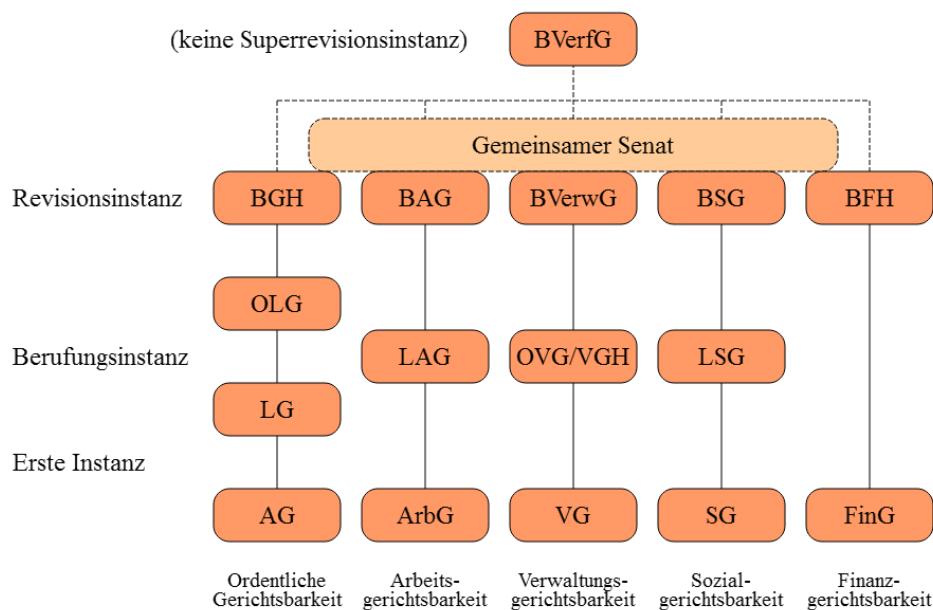 (keine Superrevisionsinstanz) BVerfG
Gemeinsamer Senat
Revisionsinstanz BGH BAG BVerwG BSG BFH
OLG
Berufungsinstanz LAG OVG/VGH LSG
LG
Erste Instanz
AG ArbG VG SG FinG
Ordentliche Arbeits- Verwaltungs- Sozial- Finanz-
Gerichtsbarkeit gerichtsbarkeit gerichtsbarkeit gerichtsbarkeit gerichtsbarkeit